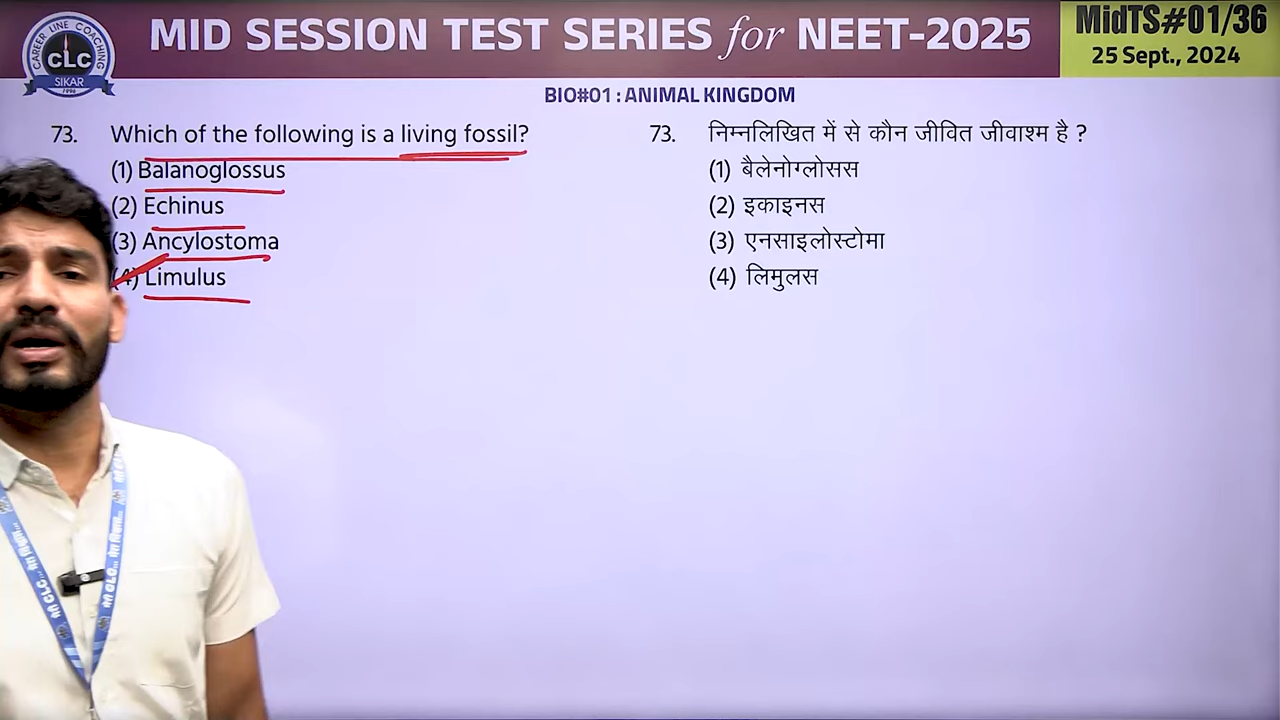 CAREER LINE COACHING
CLC
SIKAR
1996
MID SESSION TEST SERIES for NEET-2025
MidTS#01/36
25 Sept., 2024
BIO#01 : ANIMAL KINGDOM
73. Which of the following is a living fossil?
(1) Balanoglossus
(2) Echinus
(3) Ancylostoma
(4) Limulus
73. निम्नलिखित में से कौन जीवित जीवाश्म है ?
(1) बैलेनोग्लोसस
(2) इकाइनस
(3) एनसाइलोस्टोमा
(4) लिमुलस